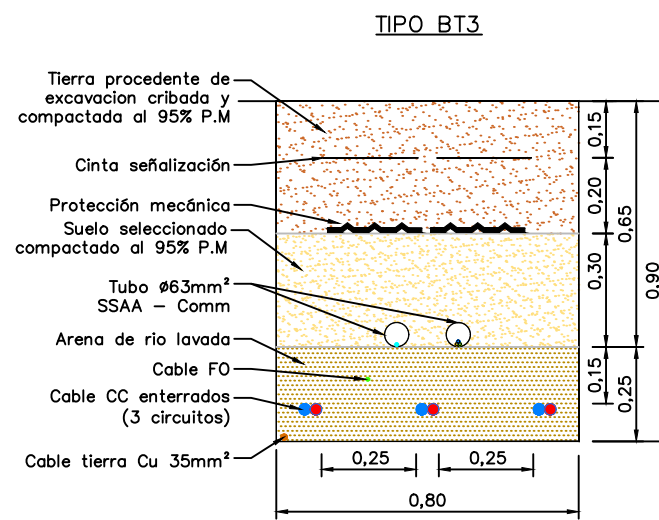 TIPO BT3
Tierra procedente de
excavacion cribada y
compactada al 95% P.M
Cinta señalización
Protección mecánica
Suelo seleccionado
compactado al 95% P.M
Tubo Ø63mm²
SSAA – Comm
Arena de rio lavada
Cable FO
Cable CC enterrados
(3 circuitos)
Cable tierra Cu 35mm²
0,15
0,20
0,30
0,15
0,65
0,25
0,90
0,25
0,25
0,80